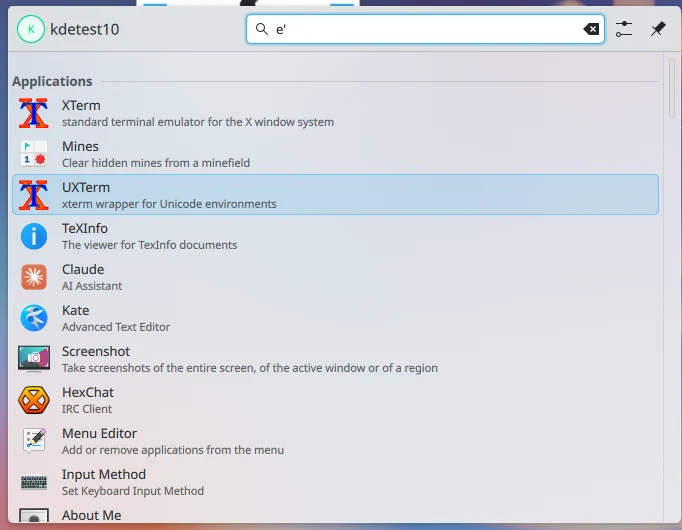 K kdetest10 e'
Applications
XTerm
standard terminal emulator for the X window system
Mines
Clear hidden mines from a minefield
UXTerm
xterm wrapper for Unicode environments
TeXInfo
The viewer for TexInfo documents
Claude
AI Assistant
Kate
Advanced Text Editor
Screenshot
Take screenshots of the entire screen, of the active window or of a region
HexChat
IRC Client
Menu Editor
Add or remove applications from the menu
Input Method
Set Keyboard Input Method
About Me